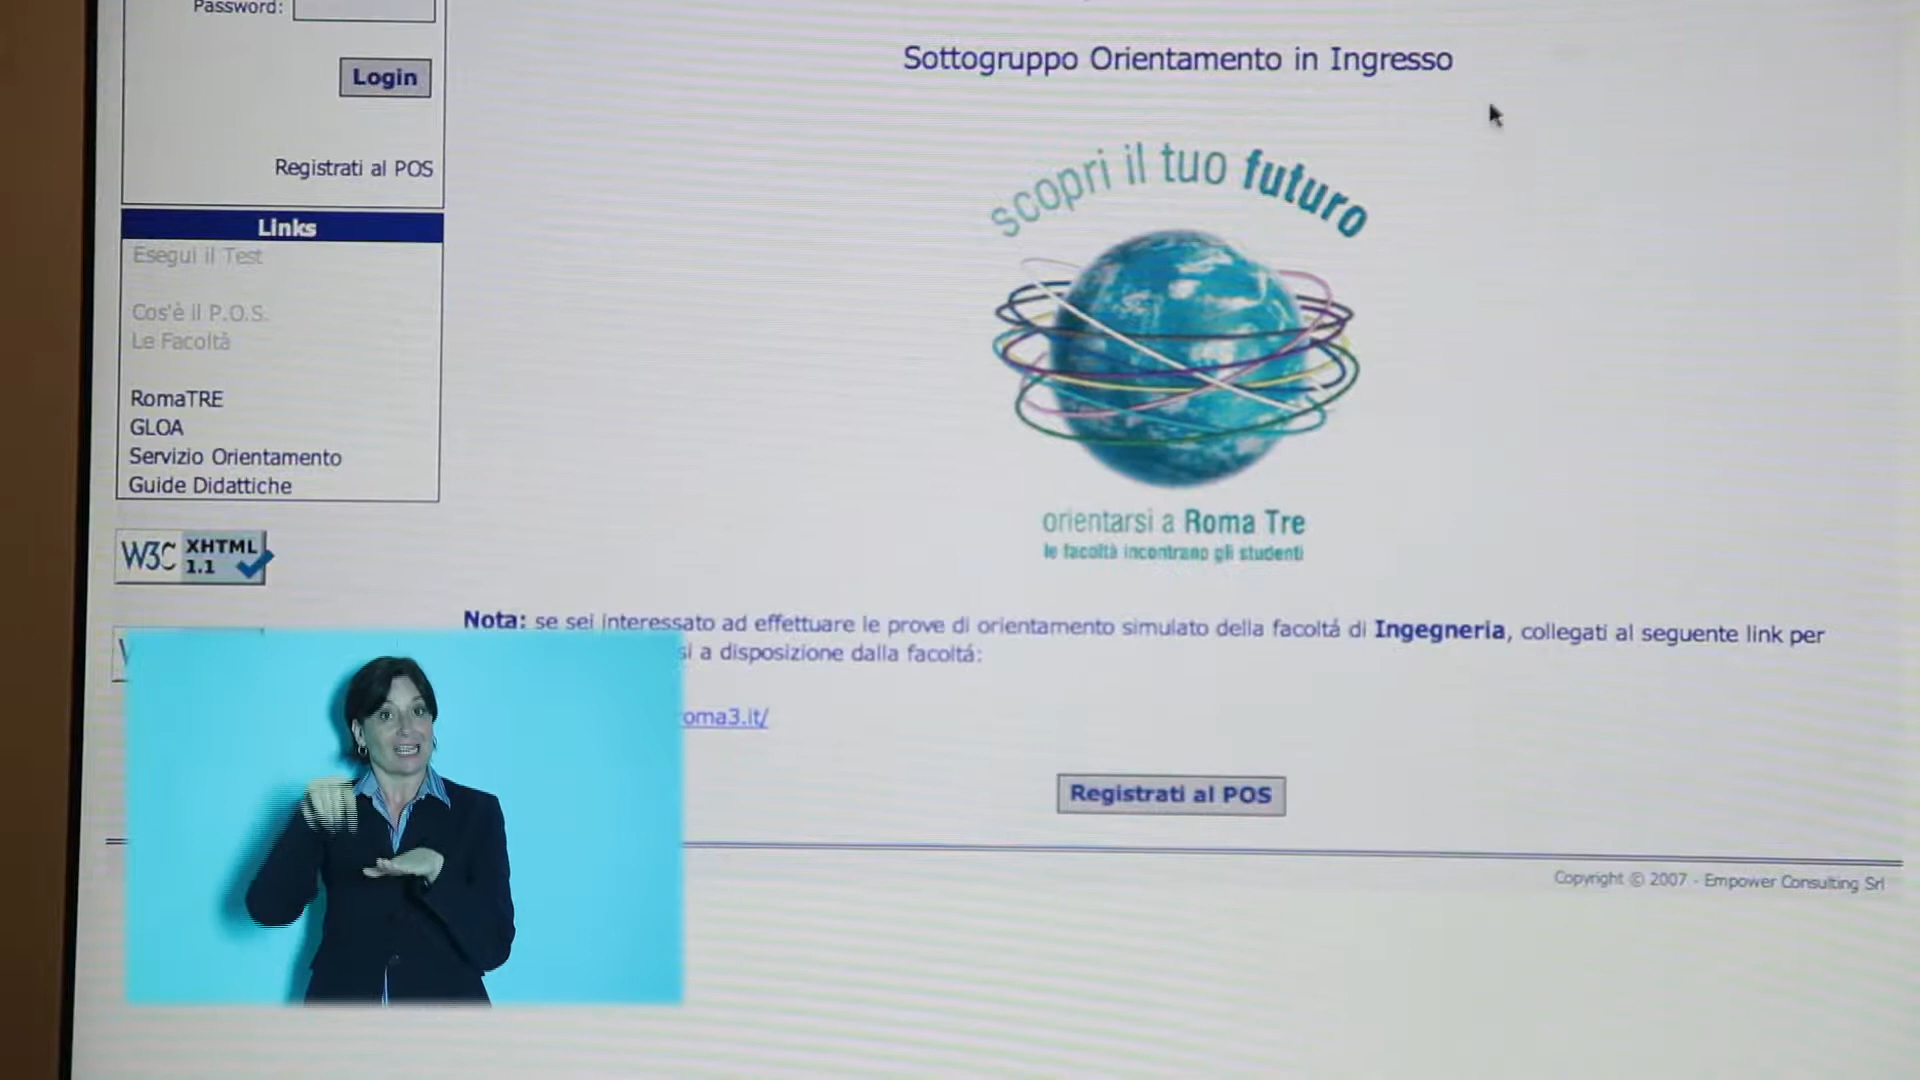 Password:
Login
Registrati al POS
Links
Esegui il Test
Cos'è il P.O.S.
Le Facoltà
RomaTRE
GLOA
Servizio Orientamento
Guide Didattiche
W3C XHTML
1.1
Sottogruppo Orientamento in Ingresso
scopri il tuo futuro
orientarsi a Roma Tre
le facoltà incontrano gli studenti
Nota: se sei interessato ad effettuare le prove di orientamento simulato della facoltá di Ingegneria, collegati al seguente link per
si a disposizione dalla facoltá:
oma3.it/
Registrati al POS
Copyright © 2007 - Empower Consulting Srl